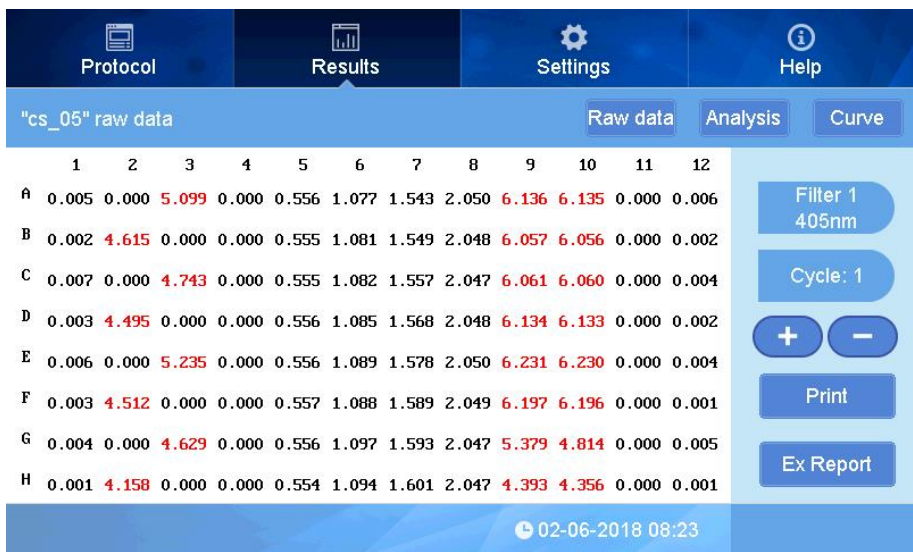 Protocol Results Settings Help
"cs_05" raw data Raw data Analysis Curve
1 2 3 4 5 6 7 8 9 10 11 12
A 0.005 0.000 5.099 0.000 0.556 1.077 1.543 2.050 6.136 6.135 0.000 0.006
B 0.002 4.615 0.000 0.000 0.555 1.081 1.549 2.048 6.057 6.056 0.000 0.002
C 0.007 0.000 4.743 0.000 0.555 1.082 1.557 2.047 6.061 6.060 0.000 0.004
D 0.003 4.495 0.000 0.000 0.556 1.085 1.568 2.048 6.134 6.133 0.000 0.002
E 0.006 0.000 5.235 0.000 0.556 1.089 1.578 2.050 6.231 6.230 0.000 0.004
F 0.003 4.512 0.000 0.000 0.557 1.088 1.589 2.049 6.197 6.196 0.000 0.001
G 0.004 0.000 4.629 0.000 0.556 1.097 1.593 2.047 5.379 4.814 0.000 0.005
H 0.001 4.158 0.000 0.000 0.554 1.094 1.601 2.047 4.393 4.356 0.000 0.001
Filter 1
405nm
Cycle: 1
+ −
Print
Ex Report
02-06-2018 08:23